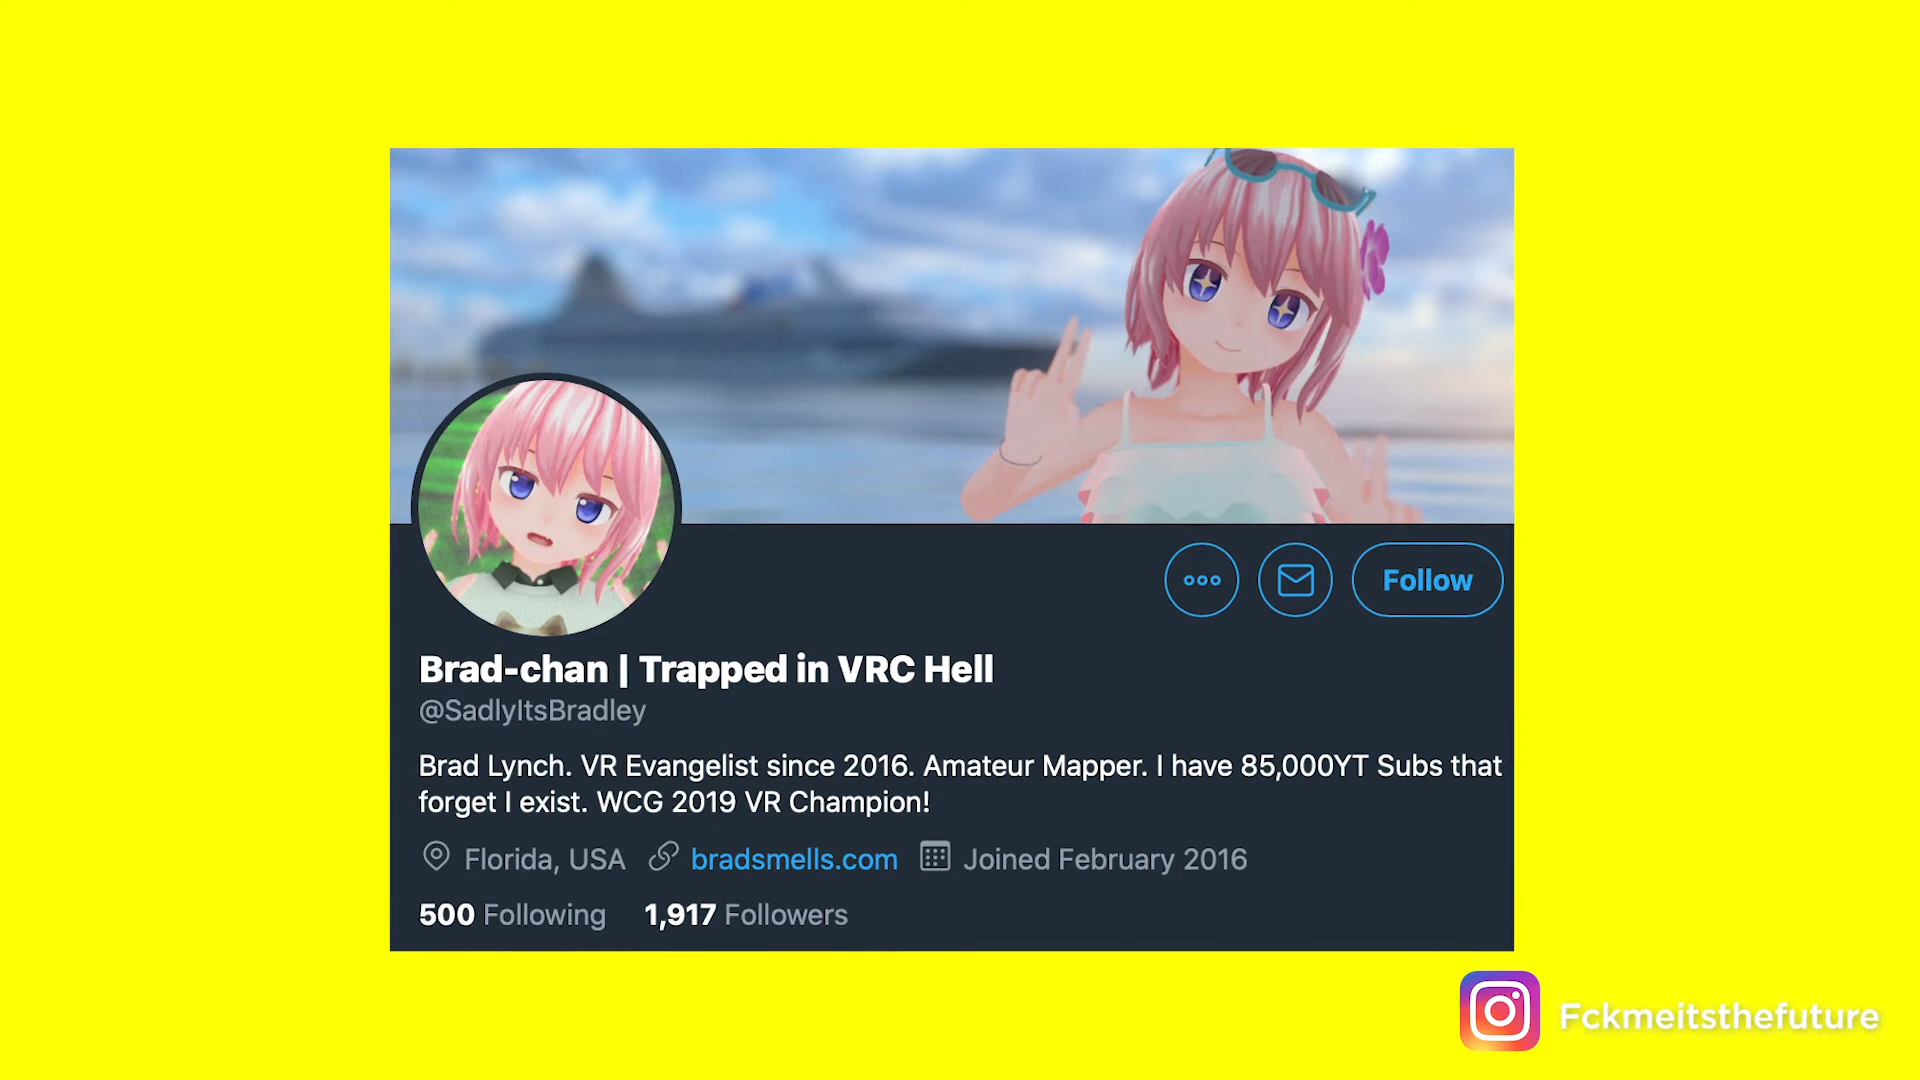 Follow
Brad-chan | Trapped in VRC Hell
@SadlyItsBradley
Brad Lynch. VR Evangelist since 2016. Amateur Mapper. I have 85,000YT Subs that
forget I exist. WCG 2019 VR Champion!
Florida, USA bradsmells.com Joined February 2016
500 Following 1,917 Followers
Fckmeitsthefuture